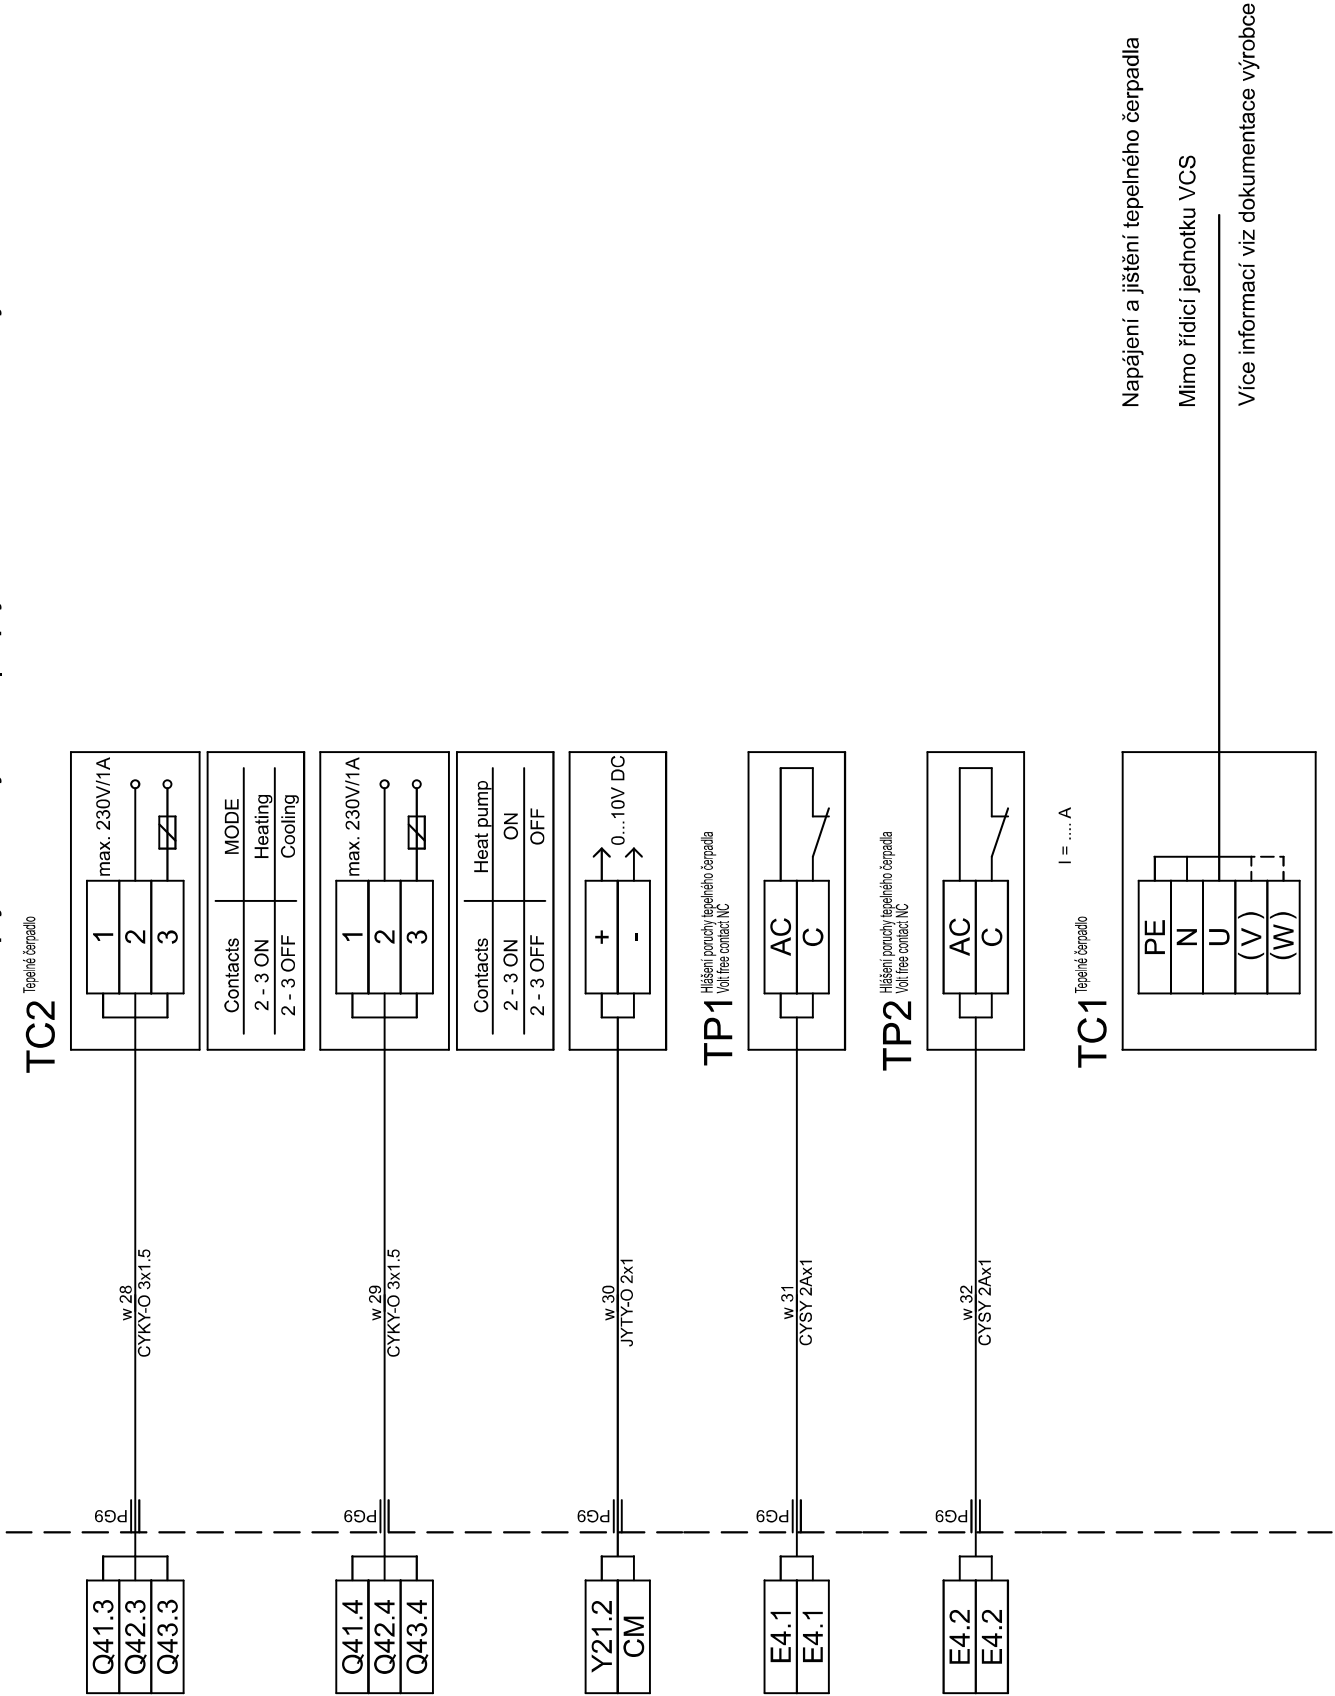 TC2 Tepelné čerpadlo
Q41.3
Q42.3
Q43.3
PG9
w 28
CYKY-O 3x1.5
1
2
3
max. 230V/1A
Contacts MODE
2 - 3 ON Heating
2 - 3 OFF Cooling
Q41.4
Q42.4
Q43.4
PG9
w 29
CYKY-O 3x1.5
1
2
3
max. 230V/1A
Contacts Heat pump
2 - 3 ON ON
2 - 3 OFF OFF
Y21.2
CM
PG9
w 30
JYTY-O 2x1
+
-
0...10V DC
TP1 Hlášení poruchy tepelného čerpadla
Volt free contact NC
E4.1
E4.1
PG9
w 31
CYSY 2Ax1
AC
C
TP2 Hlášení poruchy tepelného čerpadla
Volt free contact NC
E4.2
E4.2
PG9
w 32
CYSY 2Ax1
AC
C
TC1 Tepelné čerpadlo
I = .... A
PE
N
U
(V)
(W)
Napájení a jištění tepelného čerpadla
Mimo řídicí jednotku VCS
Více informací viz dokumentace výrobce